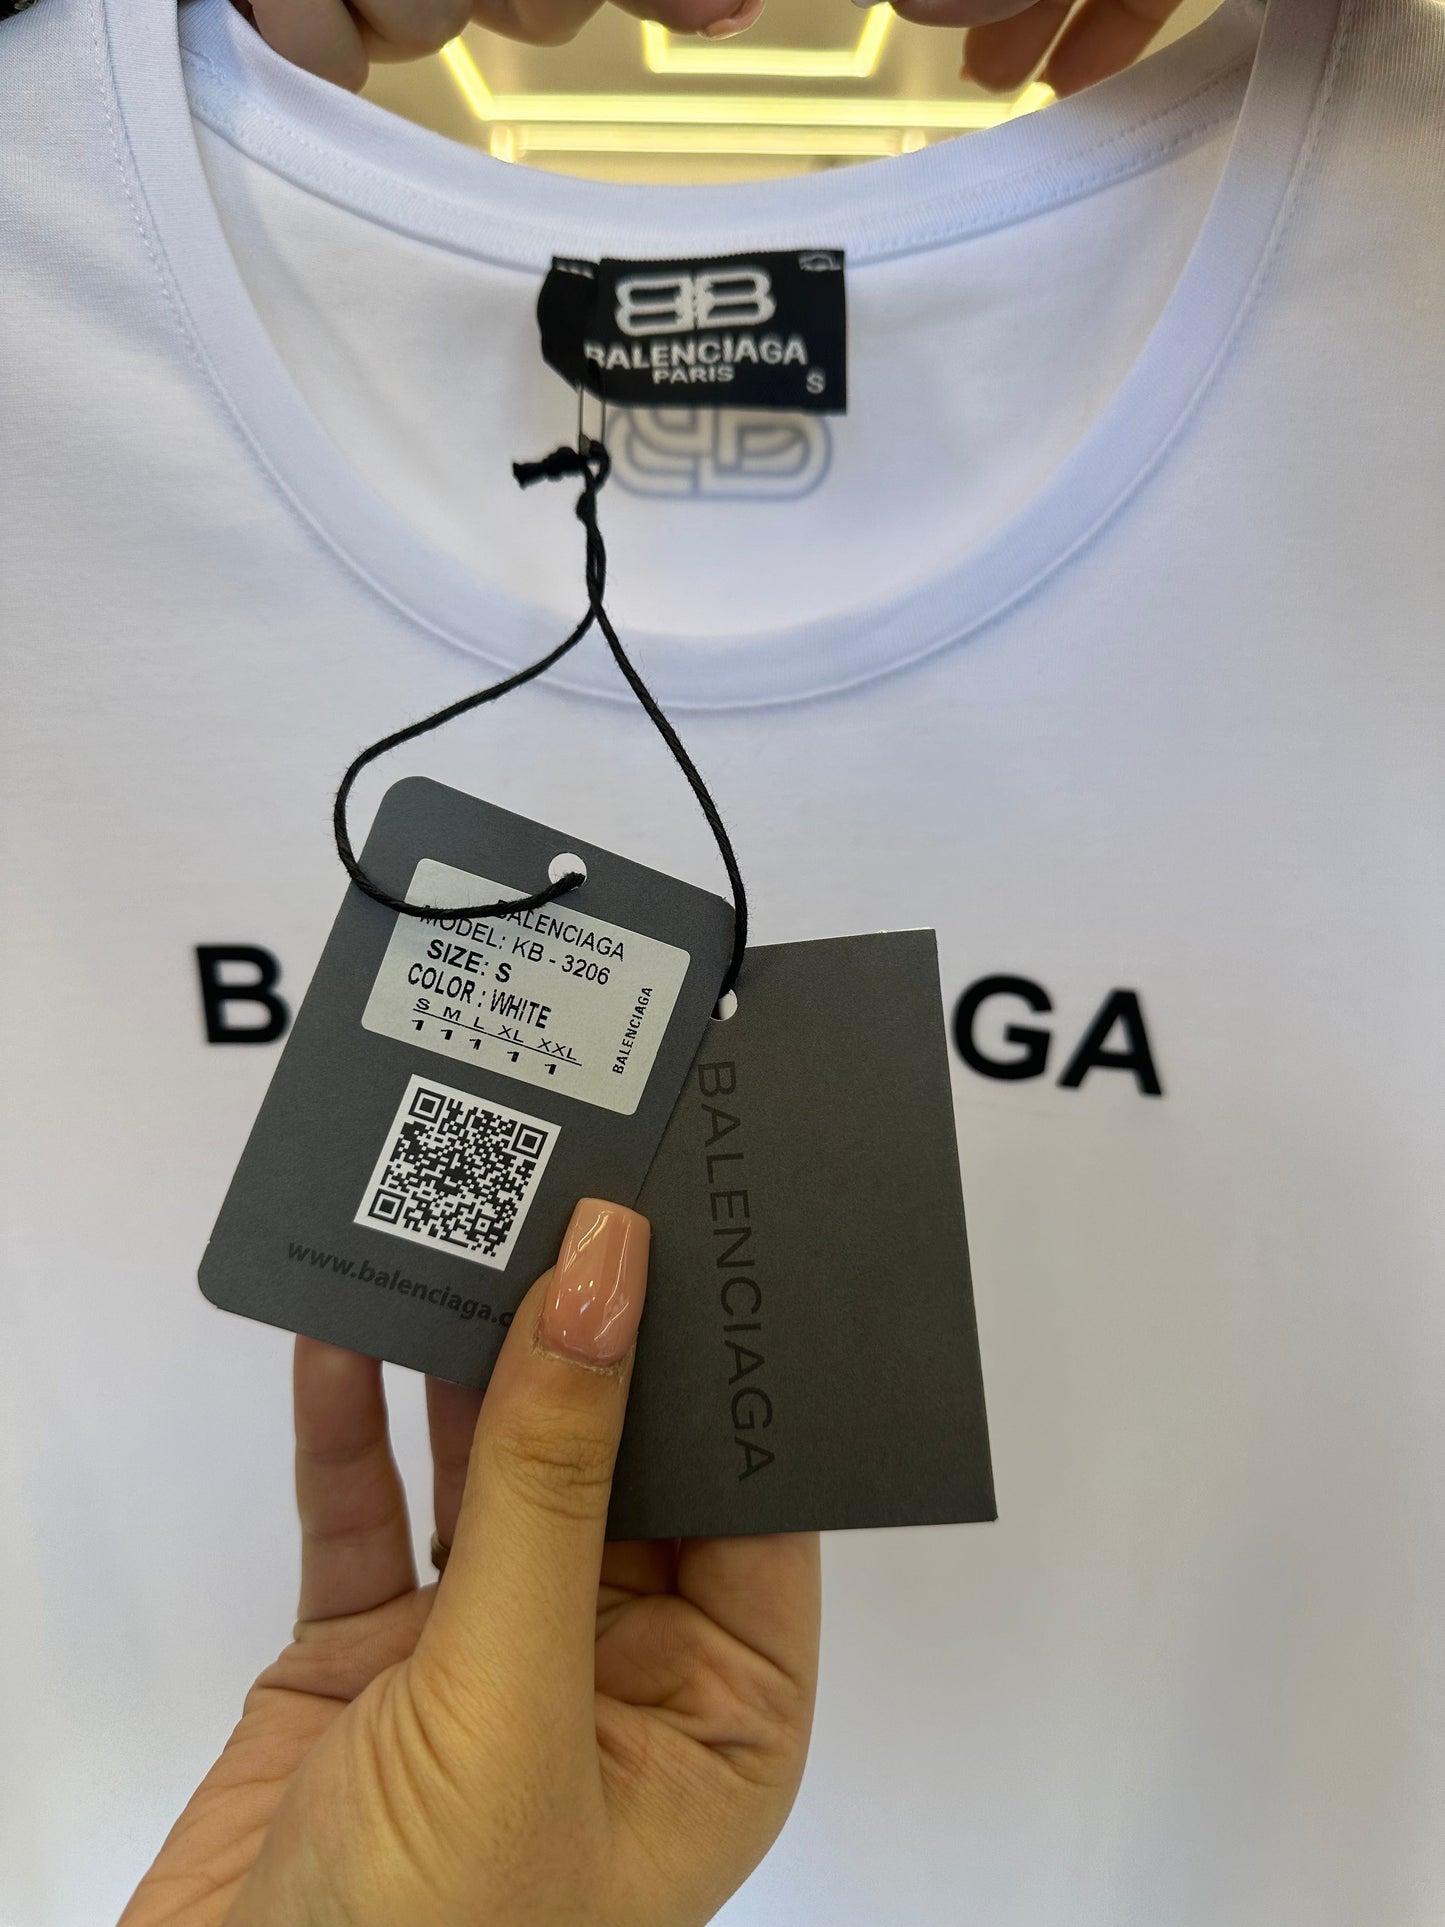 BB
BALENCIAGA
PARIS
S
B
GA
BALENCIAGA
MODEL: KB - 3206
SIZE: S
COLOR : WHITE
S M L XL XXL
1 1 1 1 1
BALENCIAGA
www.balenciaga.c
BALENCIAGA